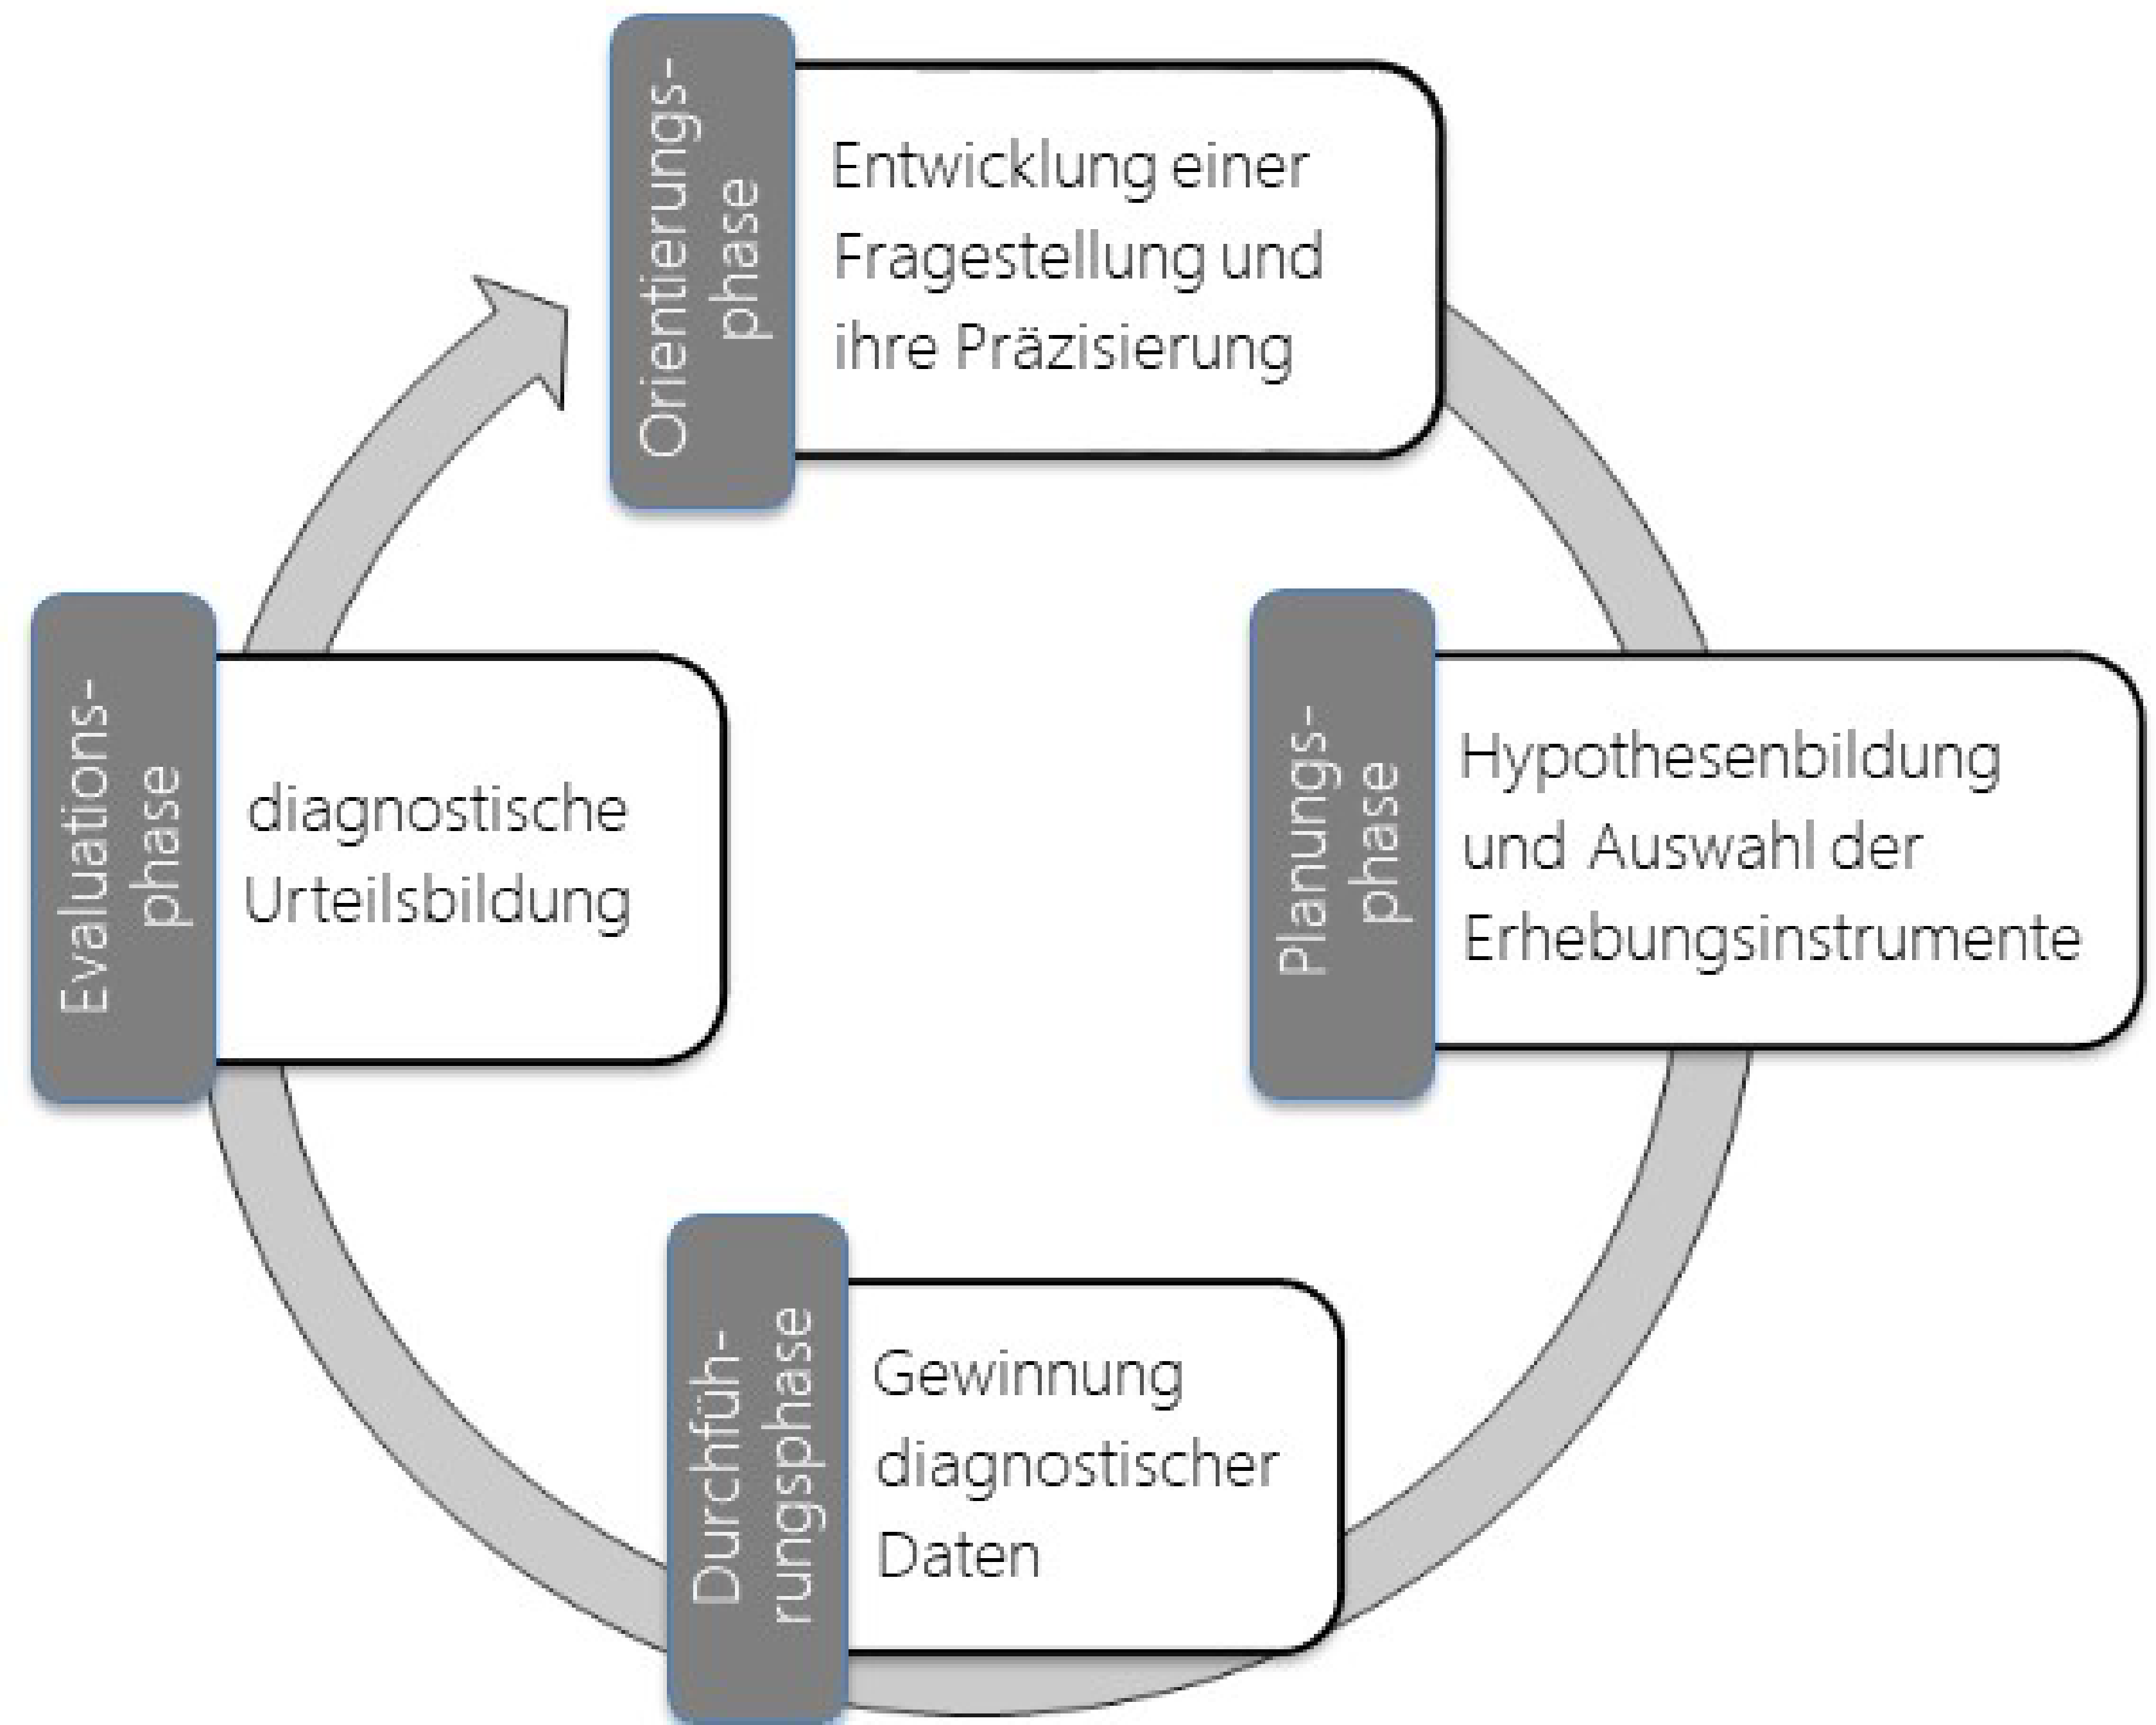 Orientierungs-
phase
Entwicklung einer
Fragestellung und
ihre Präzisierung
Planungs-
phase
Hypothesenbildung
und Auswahl der
Erhebungsinstrumente
Durchfüh-
rungsphase
Gewinnung
diagnostischer
Daten
Evaluations-
phase
diagnostische
Urteilsbildung